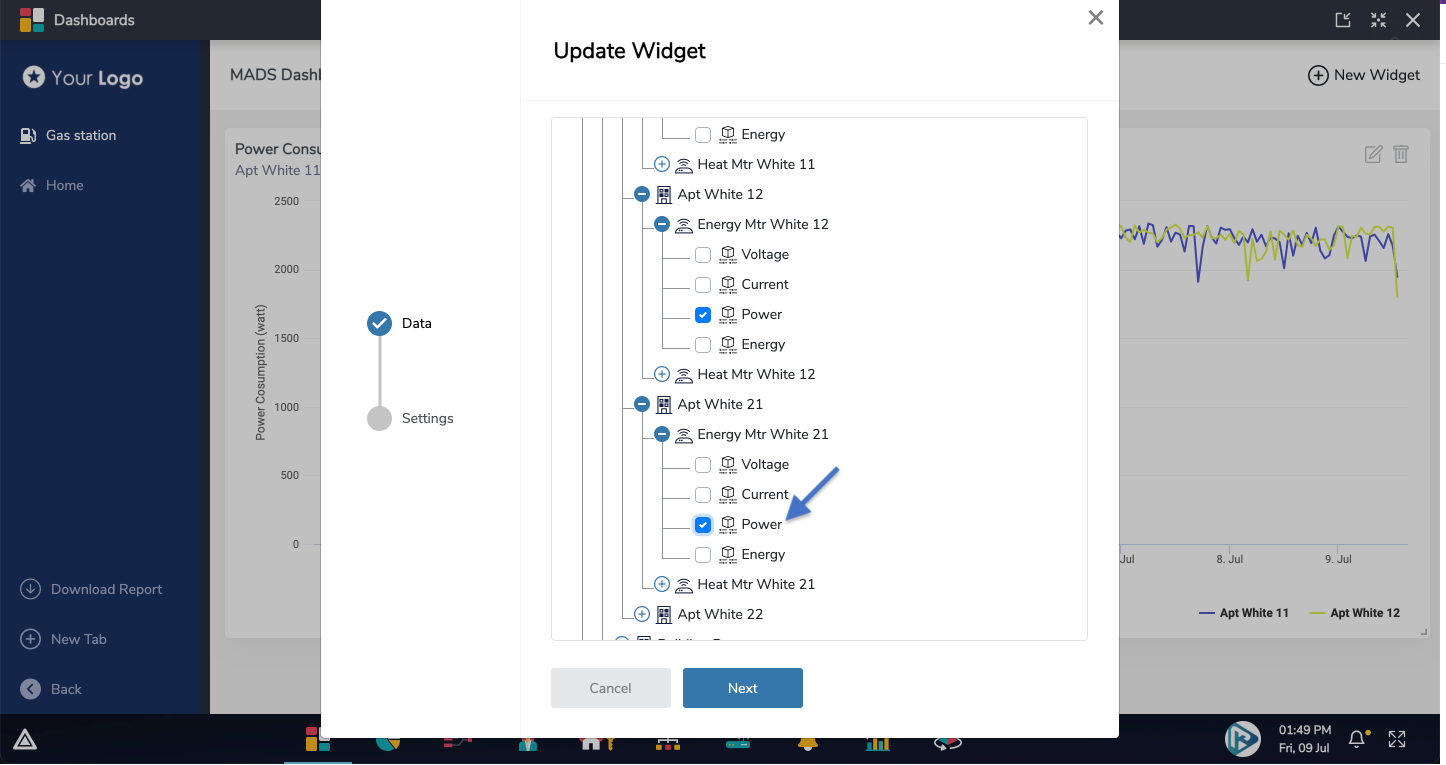 Dashboards
Your Logo
Gas station
Home
Download Report
New Tab
Back
MADS Dashb
New Widget
Power Consu
Apt White 11
2500
2000
1500
1000
500
0
Power Cosumption (watt)
Update Widget
Data
Settings
Energy
Heat Mtr White 11
Apt White 12
Energy Mtr White 12
Voltage
Current
Power
Energy
Heat Mtr White 12
Apt White 21
Energy Mtr White 21
Voltage
Current
Power
Energy
Heat Mtr White 21
Apt White 22
Cancel
Next
Jul
8. Jul
9. Jul
Apt White 11
Apt White 12
01:49 PM
Fri, 09 Jul